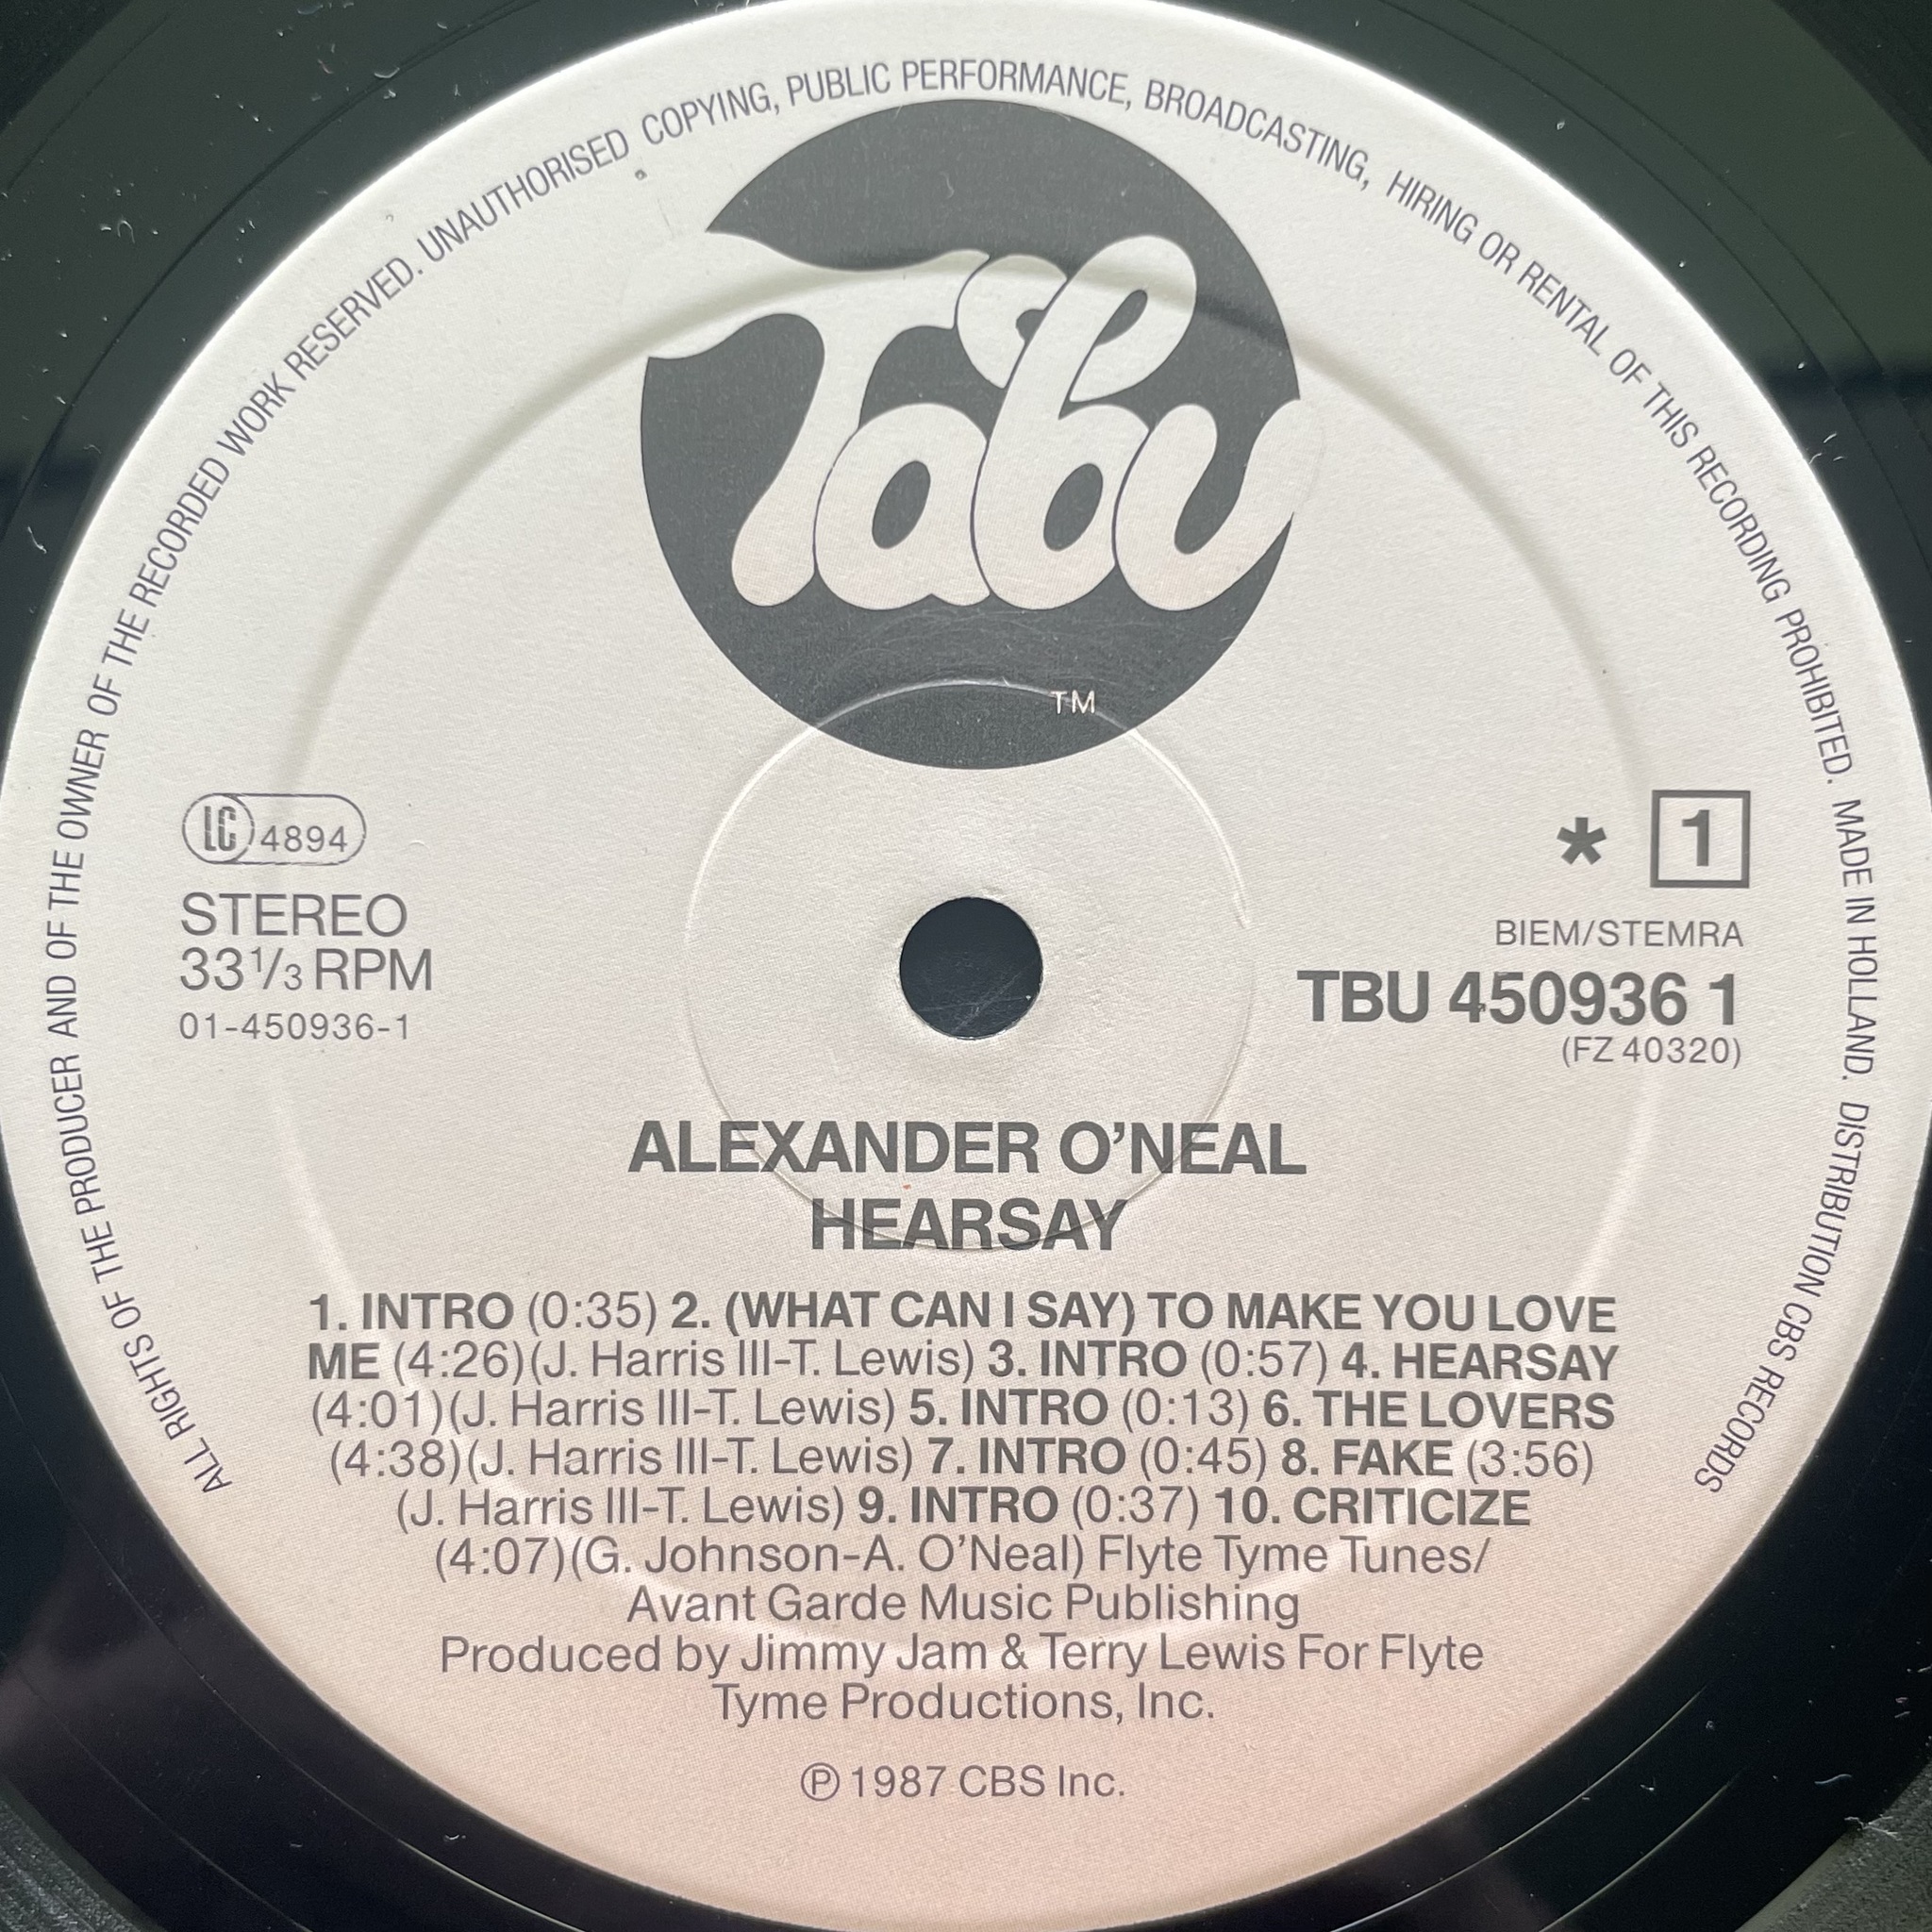 ALL RIGHTS OF THE PRODUCER AND OF THE OWNER OF THE RECORDED WORK RESERVED. UNAUTHORISED COPYING, PUBLIC PERFORMANCE, BROADCASTING, HIRING OR RENTAL OF THIS RECORDING PROHIBITED. MADE IN HOLLAND. DISTRIBUTION CBS RECORDS
Tabu
TM
LC 4894
STEREO
33 1/3 RPM
01-450936-1
* 1
BIEM/STEMRA
TBU 450936 1
(FZ 40320)
ALEXANDER O'NEAL
HEARSAY
1. INTRO (0:35) 2. (WHAT CAN I SAY) TO MAKE YOU LOVE
ME (4:26)(J. Harris III-T. Lewis) 3. INTRO (0:57) 4. HEARSAY
(4:01)(J. Harris III-T. Lewis) 5. INTRO (0:13) 6. THE LOVERS
(4:38)(J. Harris III-T. Lewis) 7. INTRO (0:45) 8. FAKE (3:56)
(J. Harris III-T. Lewis) 9. INTRO (0:37) 10. CRITICIZE
(4:07)(G. Johnson-A. O'Neal) Flyte Tyme Tunes/
Avant Garde Music Publishing
Produced by Jimmy Jam & Terry Lewis For Flyte
Tyme Productions, Inc.
℗ 1987 CBS Inc.